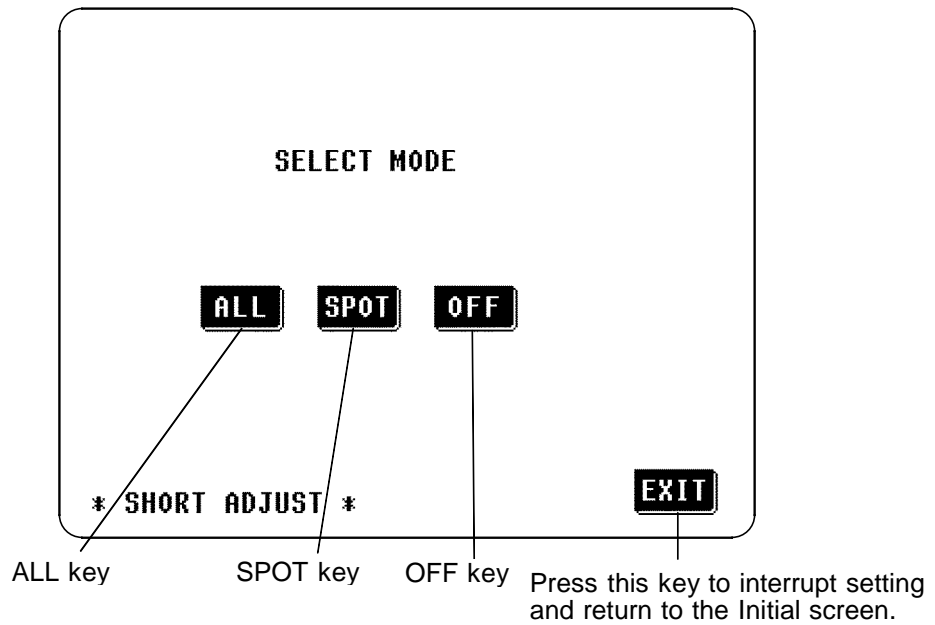 SELECT MODE
ALL SPOT OFF
* SHORT ADJUST *
EXIT
ALL key
SPOT key
OFF key
Press this key to interrupt setting
and return to the Initial screen.